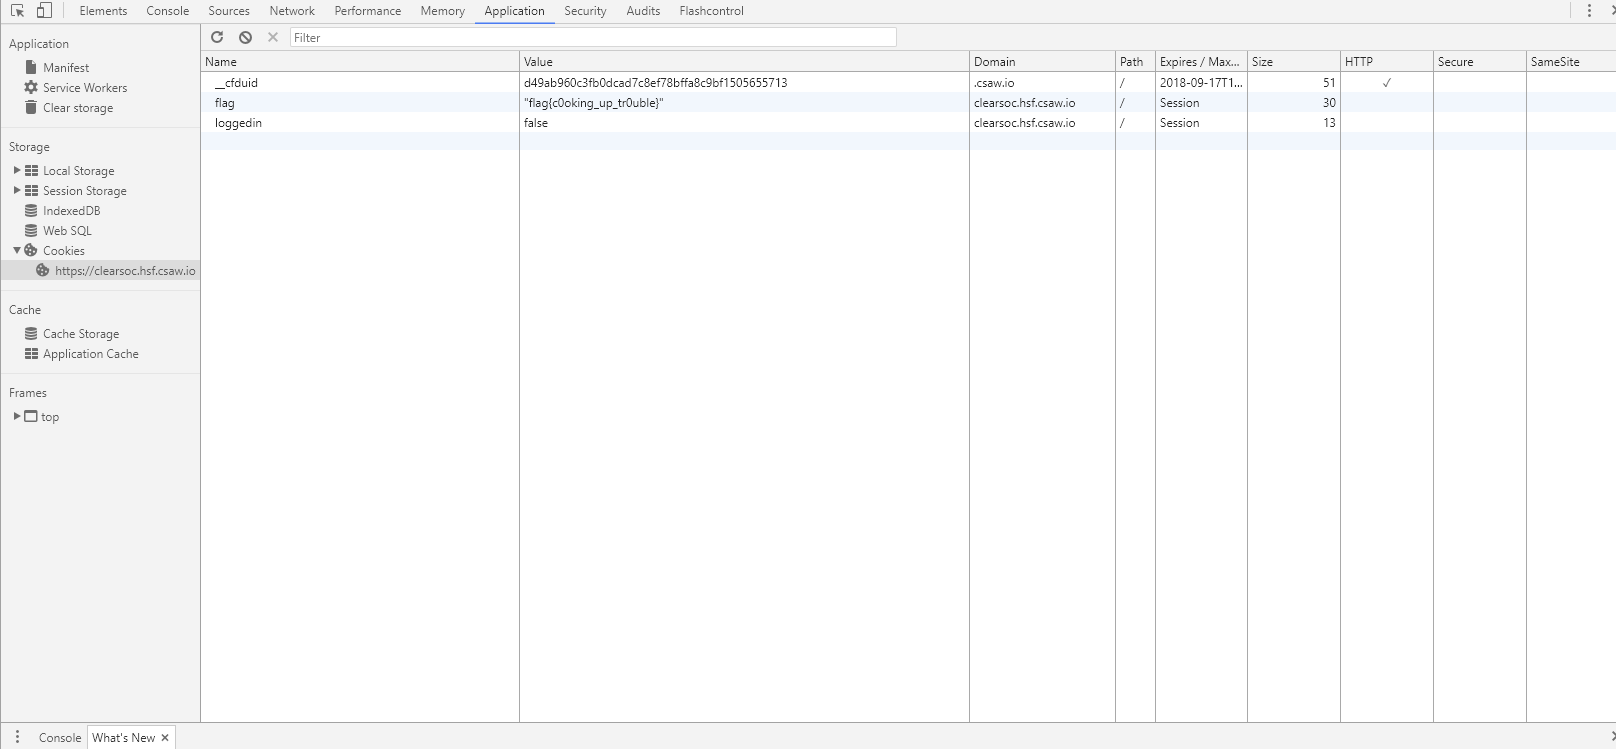 Elements Console Sources Network Performance Memory Application Security Audits Flashcontrol
Application
Manifest
Service Workers
Clear storage
Storage
Local Storage
Session Storage
IndexedDB
Web SQL
Cookies
https://clearsoc.hsf.csaw.io
Cache
Cache Storage
Application Cache
Frames
top
Filter
Name Value Domain Path Expires / Max... Size HTTP Secure SameSite
__cfduid d49ab960c3fb0dcad7c8ef78bffa8c9bf1505655713 .csaw.io / 2018-09-17T1... 51 ✓
flag "flag{c0oking_up_tr0uble}" clearsoc.hsf.csaw.io / Session 30
loggedin false clearsoc.hsf.csaw.io / Session 13
Console What's New ×